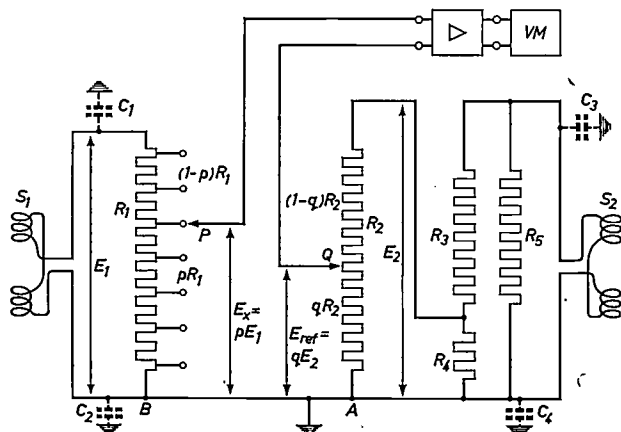 VM
C₁
C₃
S₁
(1-p)R₁
R₁
P
E₁
pR₁
Eₓ=
pE₁
(1-q)R₂
R₂
E₂
Q
qR₂
E_ref=
qE₂
R₃
R₅
R₄
S₂
C₂
B
A
C₄